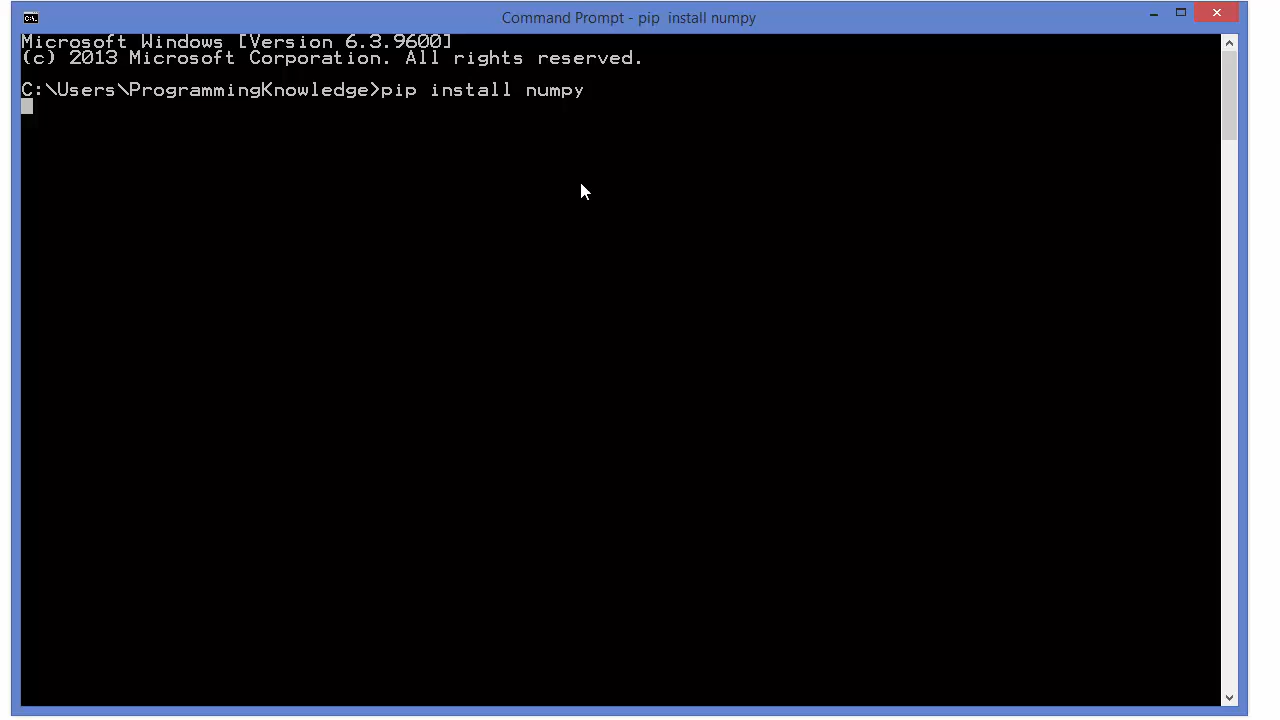 Command Prompt - pip  install numpy
Microsoft Windows [Version 6.3.9600]
(c) 2013 Microsoft Corporation. All rights reserved.
C:\Users\ProgrammingKnowledge>pip install numpy